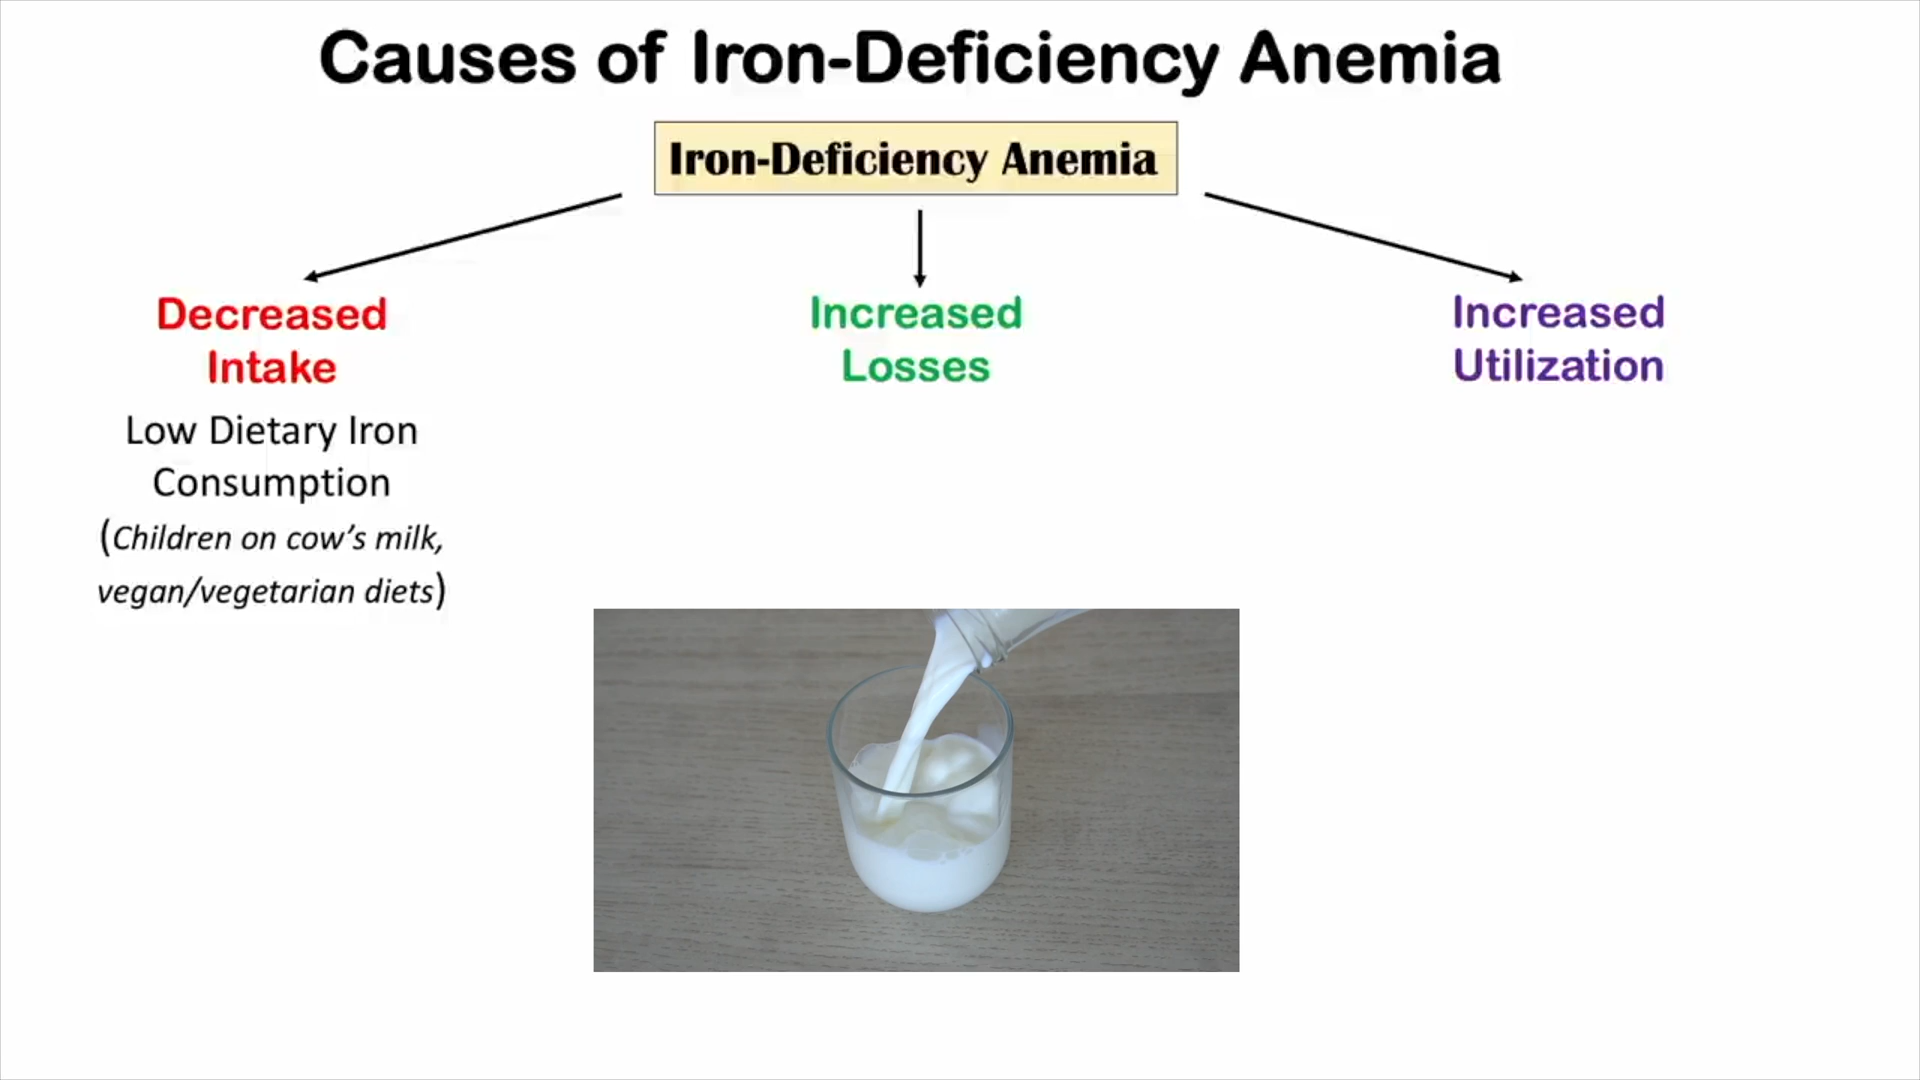 Causes of Iron-Deficiency Anemia
Iron-Deficiency Anemia
Decreased
Intake
Low Dietary Iron
Consumption
(Children on cow’s milk,
vegan/vegetarian diets)
Increased
Losses
Increased
Utilization